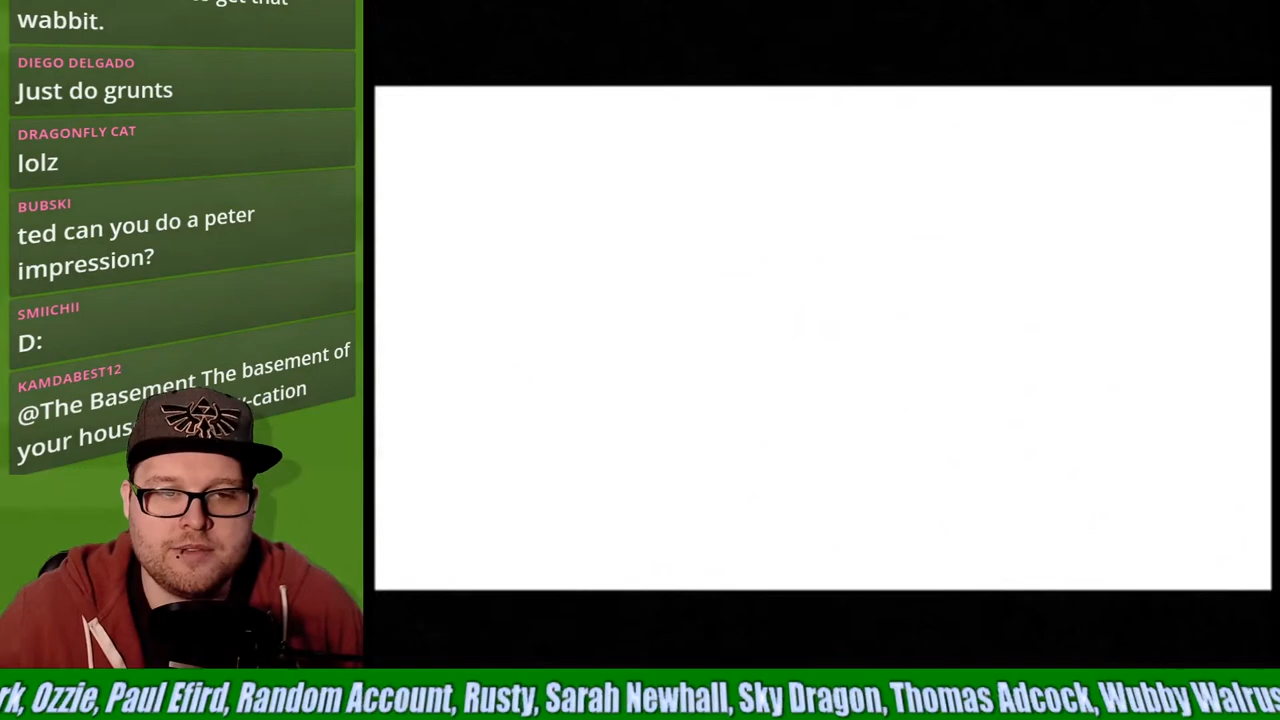 wabbit.
DIEGO DELGADO
Just do grunts
DRAGONFLY CAT
lolz
BUBSKI
ted can you do a peter
impression?
SMIICHII
D:
KAMDABEST12
@The Basement The basement of
your hous -cation
rk, Ozzie, Paul Efird, Random Account, Rusty, Sarah Newhall, Sky Dragon, Thomas Adcock, Wubby Walrus